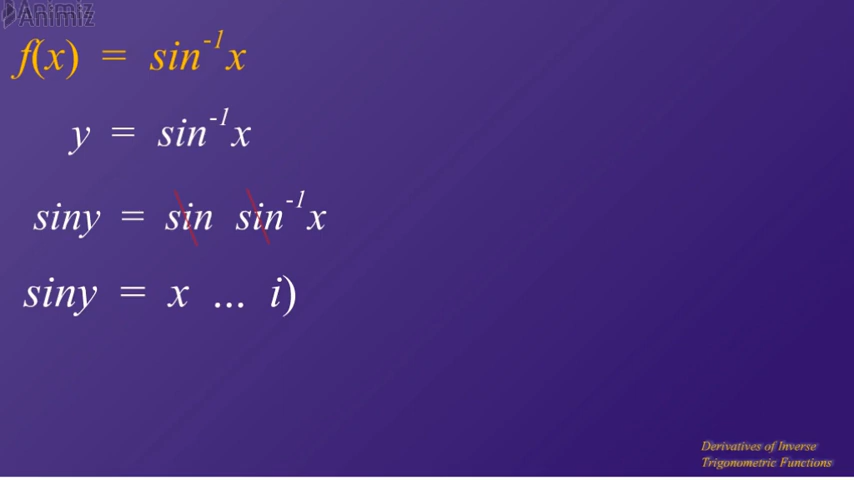 Animiz
f(x) = sin⁻¹x
y = sin⁻¹x
siny = sin sin⁻¹x
siny = x ... i)
Derivatives of Inverse
Trigonometric Functions